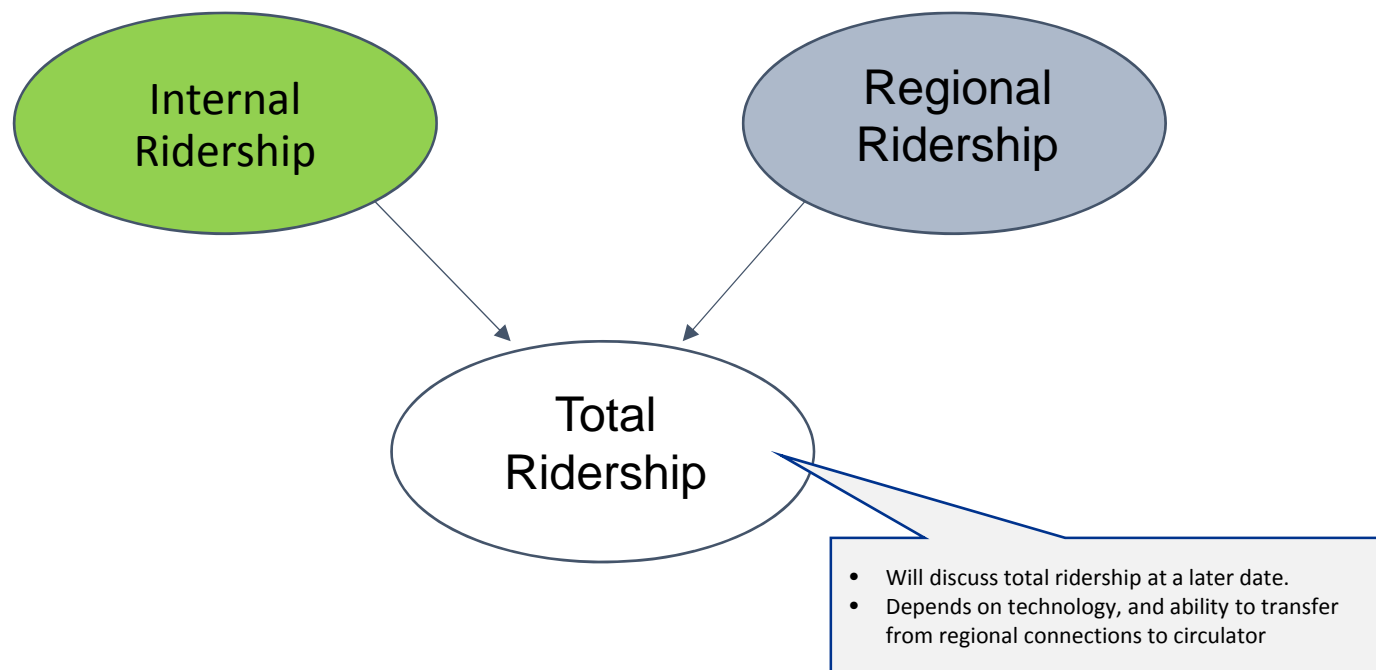 Internal
Ridership
Regional
Ridership
Total
Ridership
• Will discuss total ridership at a later date.
• Depends on technology, and ability to transfer
from regional connections to circulator